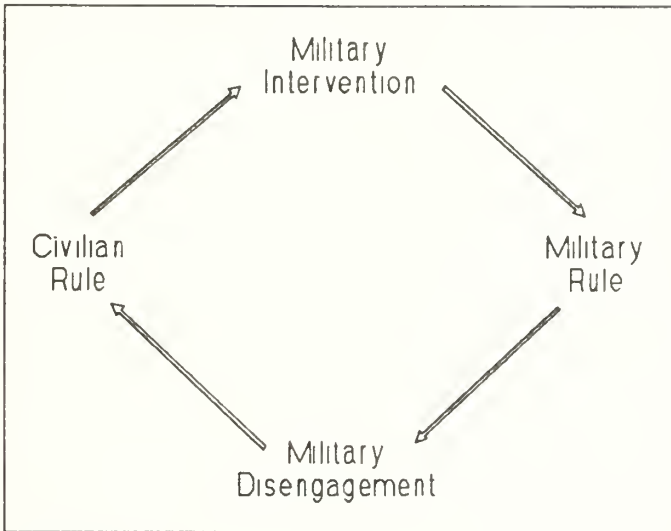 Military
Intervention
Civilian
Rule
Military
Rule
Military
Disengagement